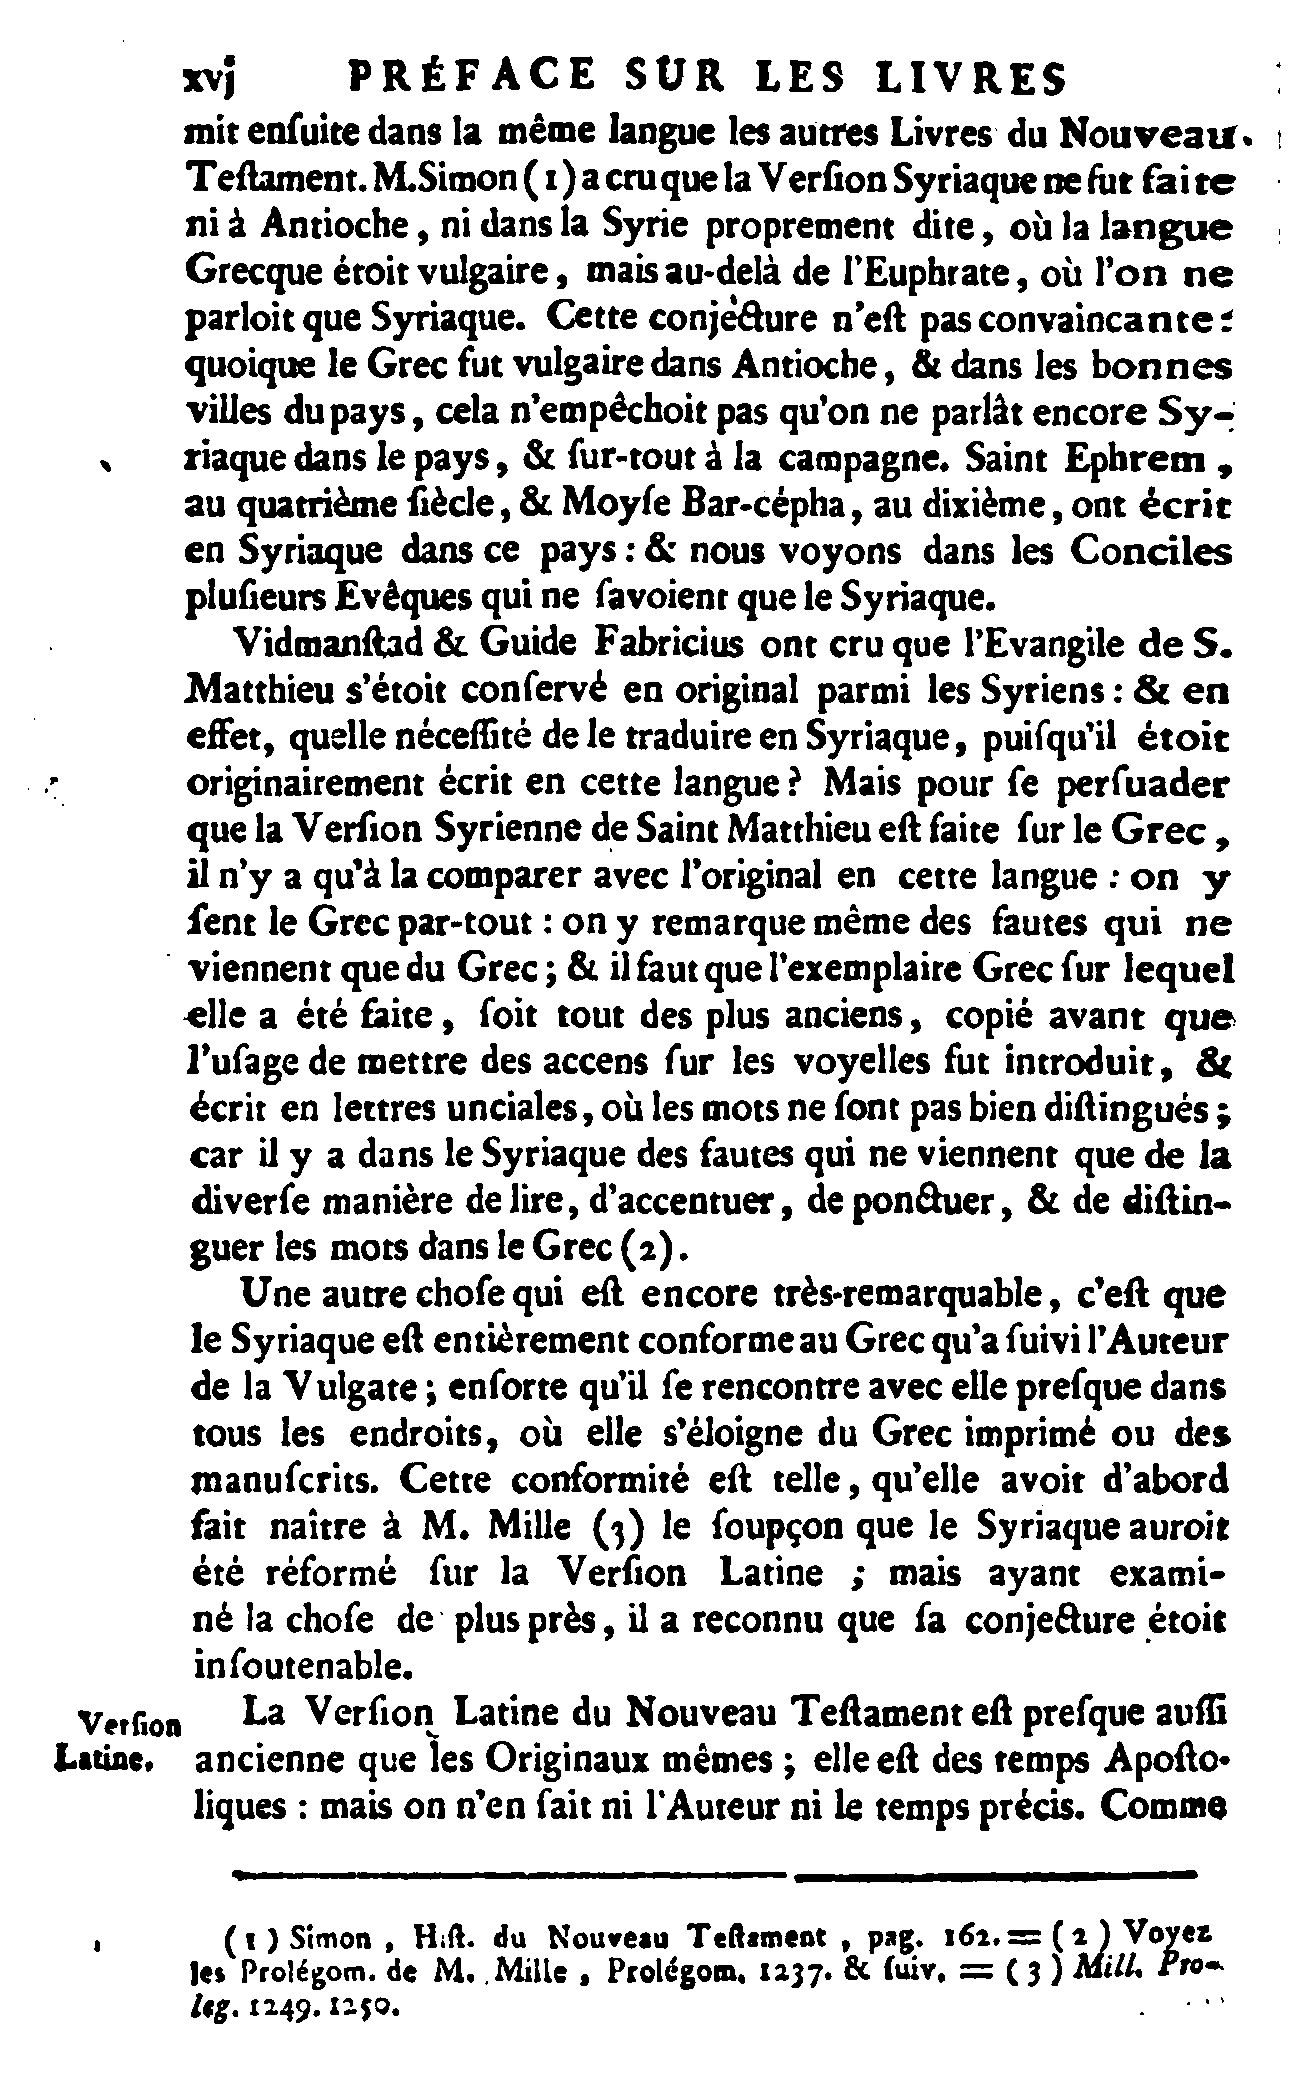 xvj PRÉFACE SUR LES LIVRES
mit enſuite dans la même langue les autres Livres du Nouveau
Teſtament. M. Simon (1) a cru que la Verſion Syriaque ne fut faite
ni à Antioche, ni dans la Syrie proprement dite, où la langue
Grecque étoit vulgaire, mais au-delà de l'Euphrate, où l'on ne
parloit que Syriaque. Cette conjècture n'eſt pas convaincante :
quoique le Grec fut vulgaire dans Antioche, & dans les bonnes
villes du pays, cela n'empêchoit pas qu'on ne parlât encore Sy-
riaque dans le pays, & ſur-tout à la campagne. Saint Ephrem,
au quatrième ſiècle, & Moyſe Bar-cépha, au dixième, ont écrit
en Syriaque dans ce pays : & nous voyons dans les Conciles
pluſieurs Evêques qui ne ſavoient que le Syriaque.
Vidmanſtad & Guide Fabricius ont cru que l'Evangile de S.
Matthieu s'étoit conſervé en original parmi les Syriens : & en
effet, quelle néceſſité de le traduire en Syriaque, puiſqu'il étoit
originairement écrit en cette langue ? Mais pour ſe perſuader
que la Verſion Syrienne de Saint Matthieu eſt faite ſur le Grec,
il n'y a qu'à la comparer avec l'original en cette langue : on y
ſent le Grec par-tout : on y remarque même des fautes qui ne
viennent que du Grec ; & il faut que l'exemplaire Grec ſur lequel
elle a été faite, ſoit tout des plus anciens, copié avant que
l'uſage de mettre des accens ſur les voyelles fut introduit, &
écrit en lettres unciales, où les mots ne ſont pas bien diſtingués ;
car il y a dans le Syriaque des fautes qui ne viennent que de la
diverſe manière de lire, d'accentuer, de ponctuer, & de diſtin-
guer les mots dans le Grec (2).
Une autre choſe qui eſt encore très-remarquable, c'eſt que
le Syriaque eſt entièrement conforme au Grec qu'a ſuivi l'Auteur
de la Vulgate ; enſorte qu'il ſe rencontre avec elle preſque dans
tous les endroits, où elle s'éloigne du Grec imprimé ou des
manuſcrits. Cette conformité eſt telle, qu'elle avoit d'abord
fait naître à M. Mille (3) le ſoupçon que le Syriaque auroit
été réformé ſur la Verſion Latine ; mais ayant exami-
né la choſe de plus près, il a reconnu que ſa conjecture étoit
inſoutenable.
Verſion
Latine.
La Verſion Latine du Nouveau Teſtament eſt preſque auſſi
ancienne que les Originaux mêmes ; elle eſt des temps Apoſto-
liques : mais on n'en ſait ni l'Auteur ni le temps précis. Comme
(1) Simon, Hiſt. du Nouveau Teſtament, pag. 162. = (2) Voyez
les Prolégom. de M. Mille, Prolégom. 1237. & ſuiv. = (3) Mill. Pro-
leg. 1249. 1250.